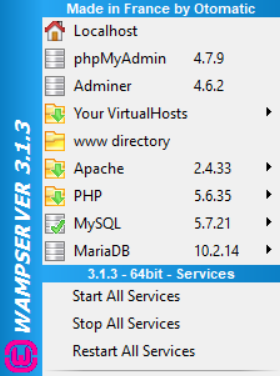 Made in France by Otomatic
Localhost
phpMyAdmin 4.7.9
Adminer 4.6.2
Your VirtualHosts
www directory
Apache 2.4.33
PHP 5.6.35
MySQL 5.7.21
MariaDB 10.2.14
3.1.3 - 64bit - Services
Start All Services
Stop All Services
Restart All Services
WAMPSERVER 3.1.3